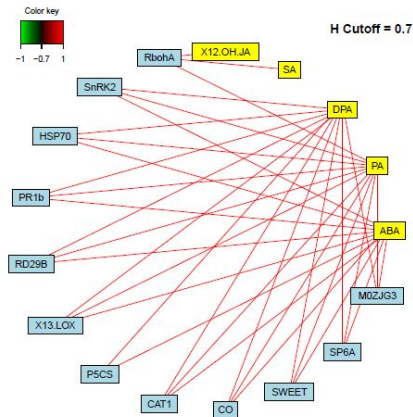 Color key
-1 -0.7 1
H Cutoff = 0.7
X12.OH.JA
RbohA
SA
SnRK2
DPA
HSP70
PA
PR1b
ABA
RD29B
M0ZJG3
X13.LOX
SP6A
P5CS
SWEET
CAT1
CO